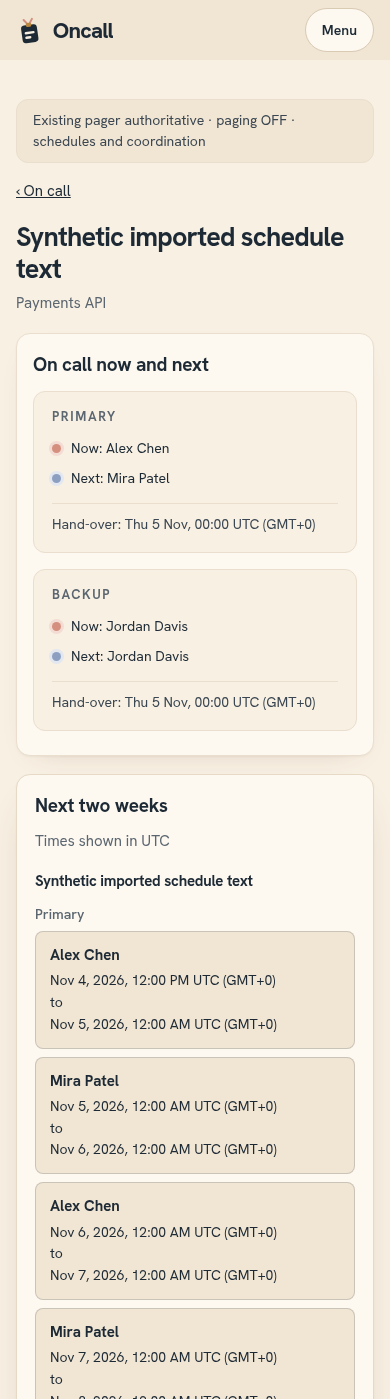 Oncall
Menu
Existing pager authoritative · paging OFF ·
schedules and coordination
‹ On call
Synthetic imported schedule
text
Payments API
On call now and next
PRIMARY
Now: Alex Chen
Next: Mira Patel
Hand-over: Thu 5 Nov, 00:00 UTC (GMT+0)
BACKUP
Now: Jordan Davis
Next: Jordan Davis
Hand-over: Thu 5 Nov, 00:00 UTC (GMT+0)
Next two weeks
Times shown in UTC
Synthetic imported schedule text
Primary
Alex Chen
Nov 4, 2026, 12:00 PM UTC (GMT+0)
to
Nov 5, 2026, 12:00 AM UTC (GMT+0)
Mira Patel
Nov 5, 2026, 12:00 AM UTC (GMT+0)
to
Nov 6, 2026, 12:00 AM UTC (GMT+0)
Alex Chen
Nov 6, 2026, 12:00 AM UTC (GMT+0)
to
Nov 7, 2026, 12:00 AM UTC (GMT+0)
Mira Patel
Nov 7, 2026, 12:00 AM UTC (GMT+0)
to